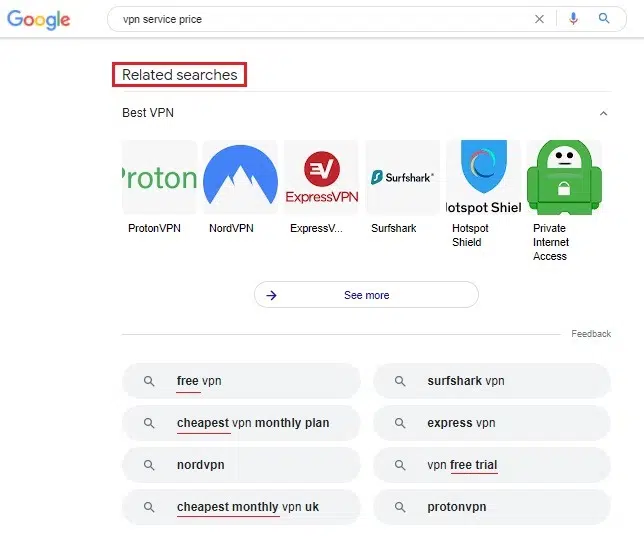 Google
vpn service price
Related searches
Best VPN
Proton
ExpressVPN
Surfshark
Hotspot Shiel
ProtonVPN
NordVPN
ExpressV...
Surfshark
Hotspot
Shield
Private
Internet
Access
See more
Feedback
free vpn
surfshark vpn
cheapest vpn monthly plan
express vpn
nordvpn
vpn free trial
cheapest monthly vpn uk
protonvpn